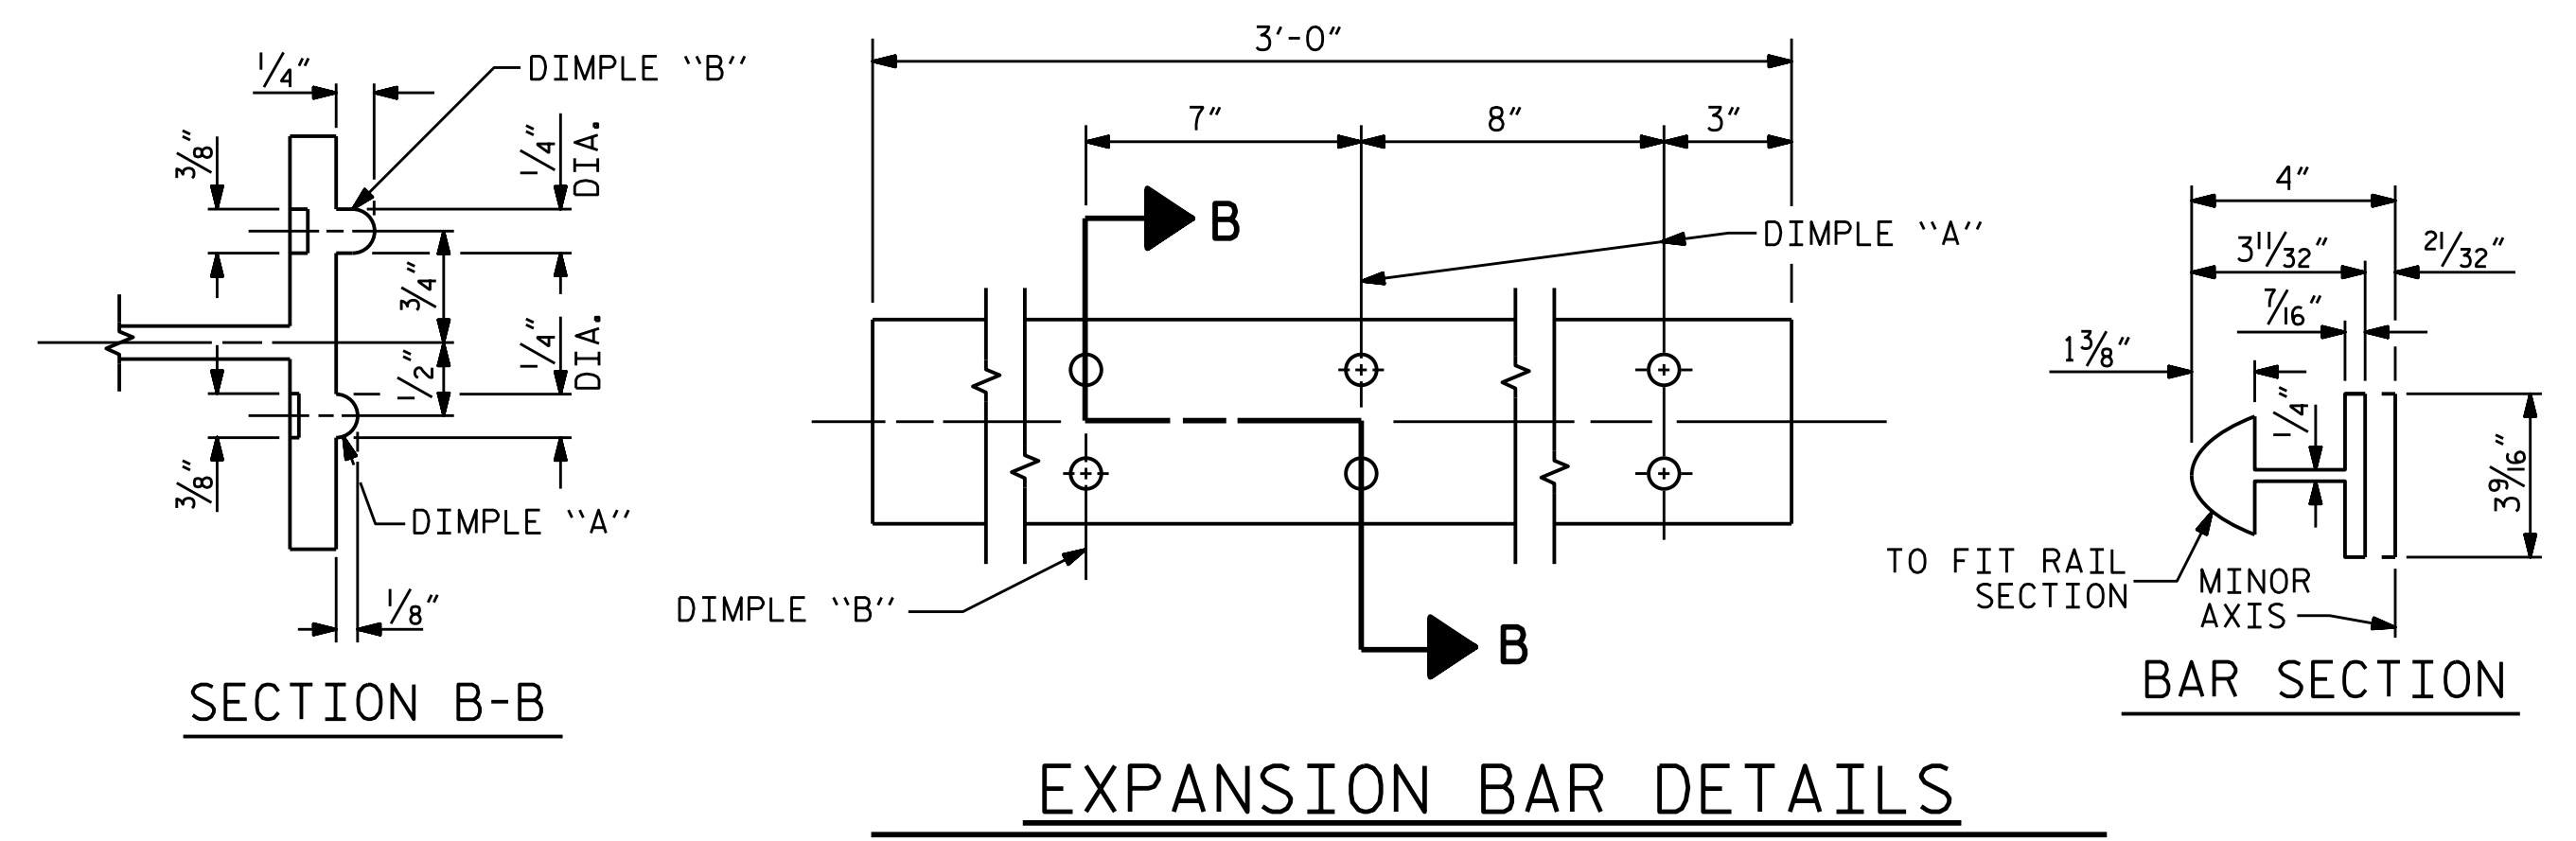 1/4"
DIMPLE "B"
3/8"
1/4"
DIA.
3/4"
1/2"
1/4"
DIA.
3/8"
DIMPLE "A"
1/8"
SECTION B-B
3'-0"
7"
8"
3"
B
DIMPLE "A"
DIMPLE "B"
B
4"
3 11/32"
21/32"
7/16"
1 3/8"
1/4"
3 9/16"
TO FIT RAIL
SECTION
MINOR
AXIS
BAR SECTION
EXPANSION BAR DETAILS